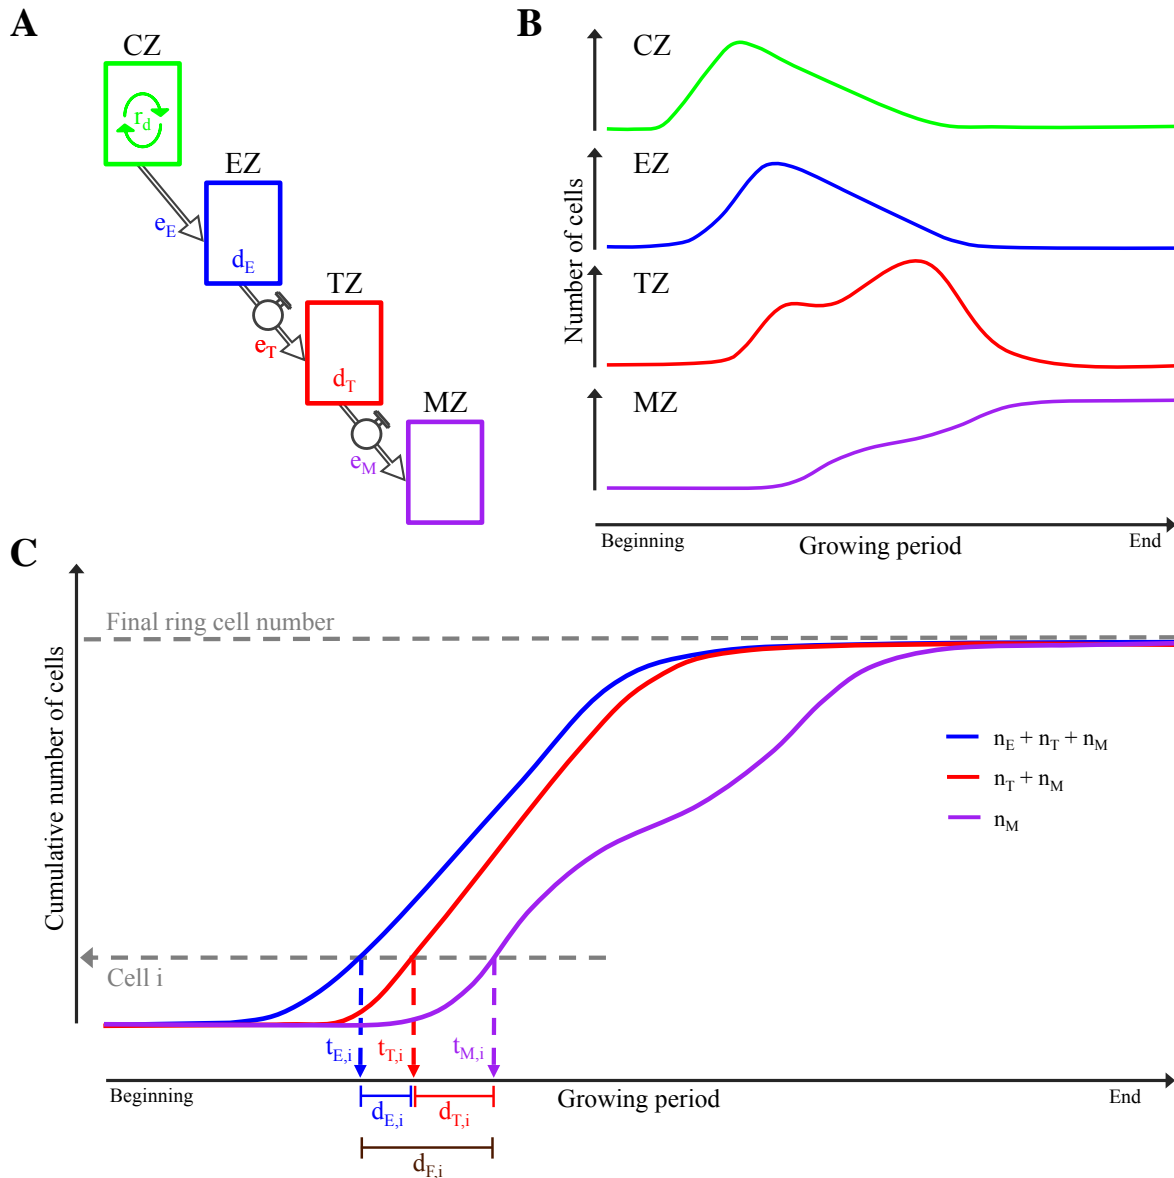 A
CZ
r_d
e_E
EZ
d_E
e_T
TZ
d_T
e_M
MZ
B
Number of cells
CZ
EZ
TZ
MZ
Beginning
Growing period
End
C
Cumulative number of cells
Final ring cell number
n_E + n_T + n_M
n_T + n_M
n_M
Cell i
t_E,i
t_T,i
t_M,i
Beginning
Growing period
End
d_E,i
d_T,i
d_F,i